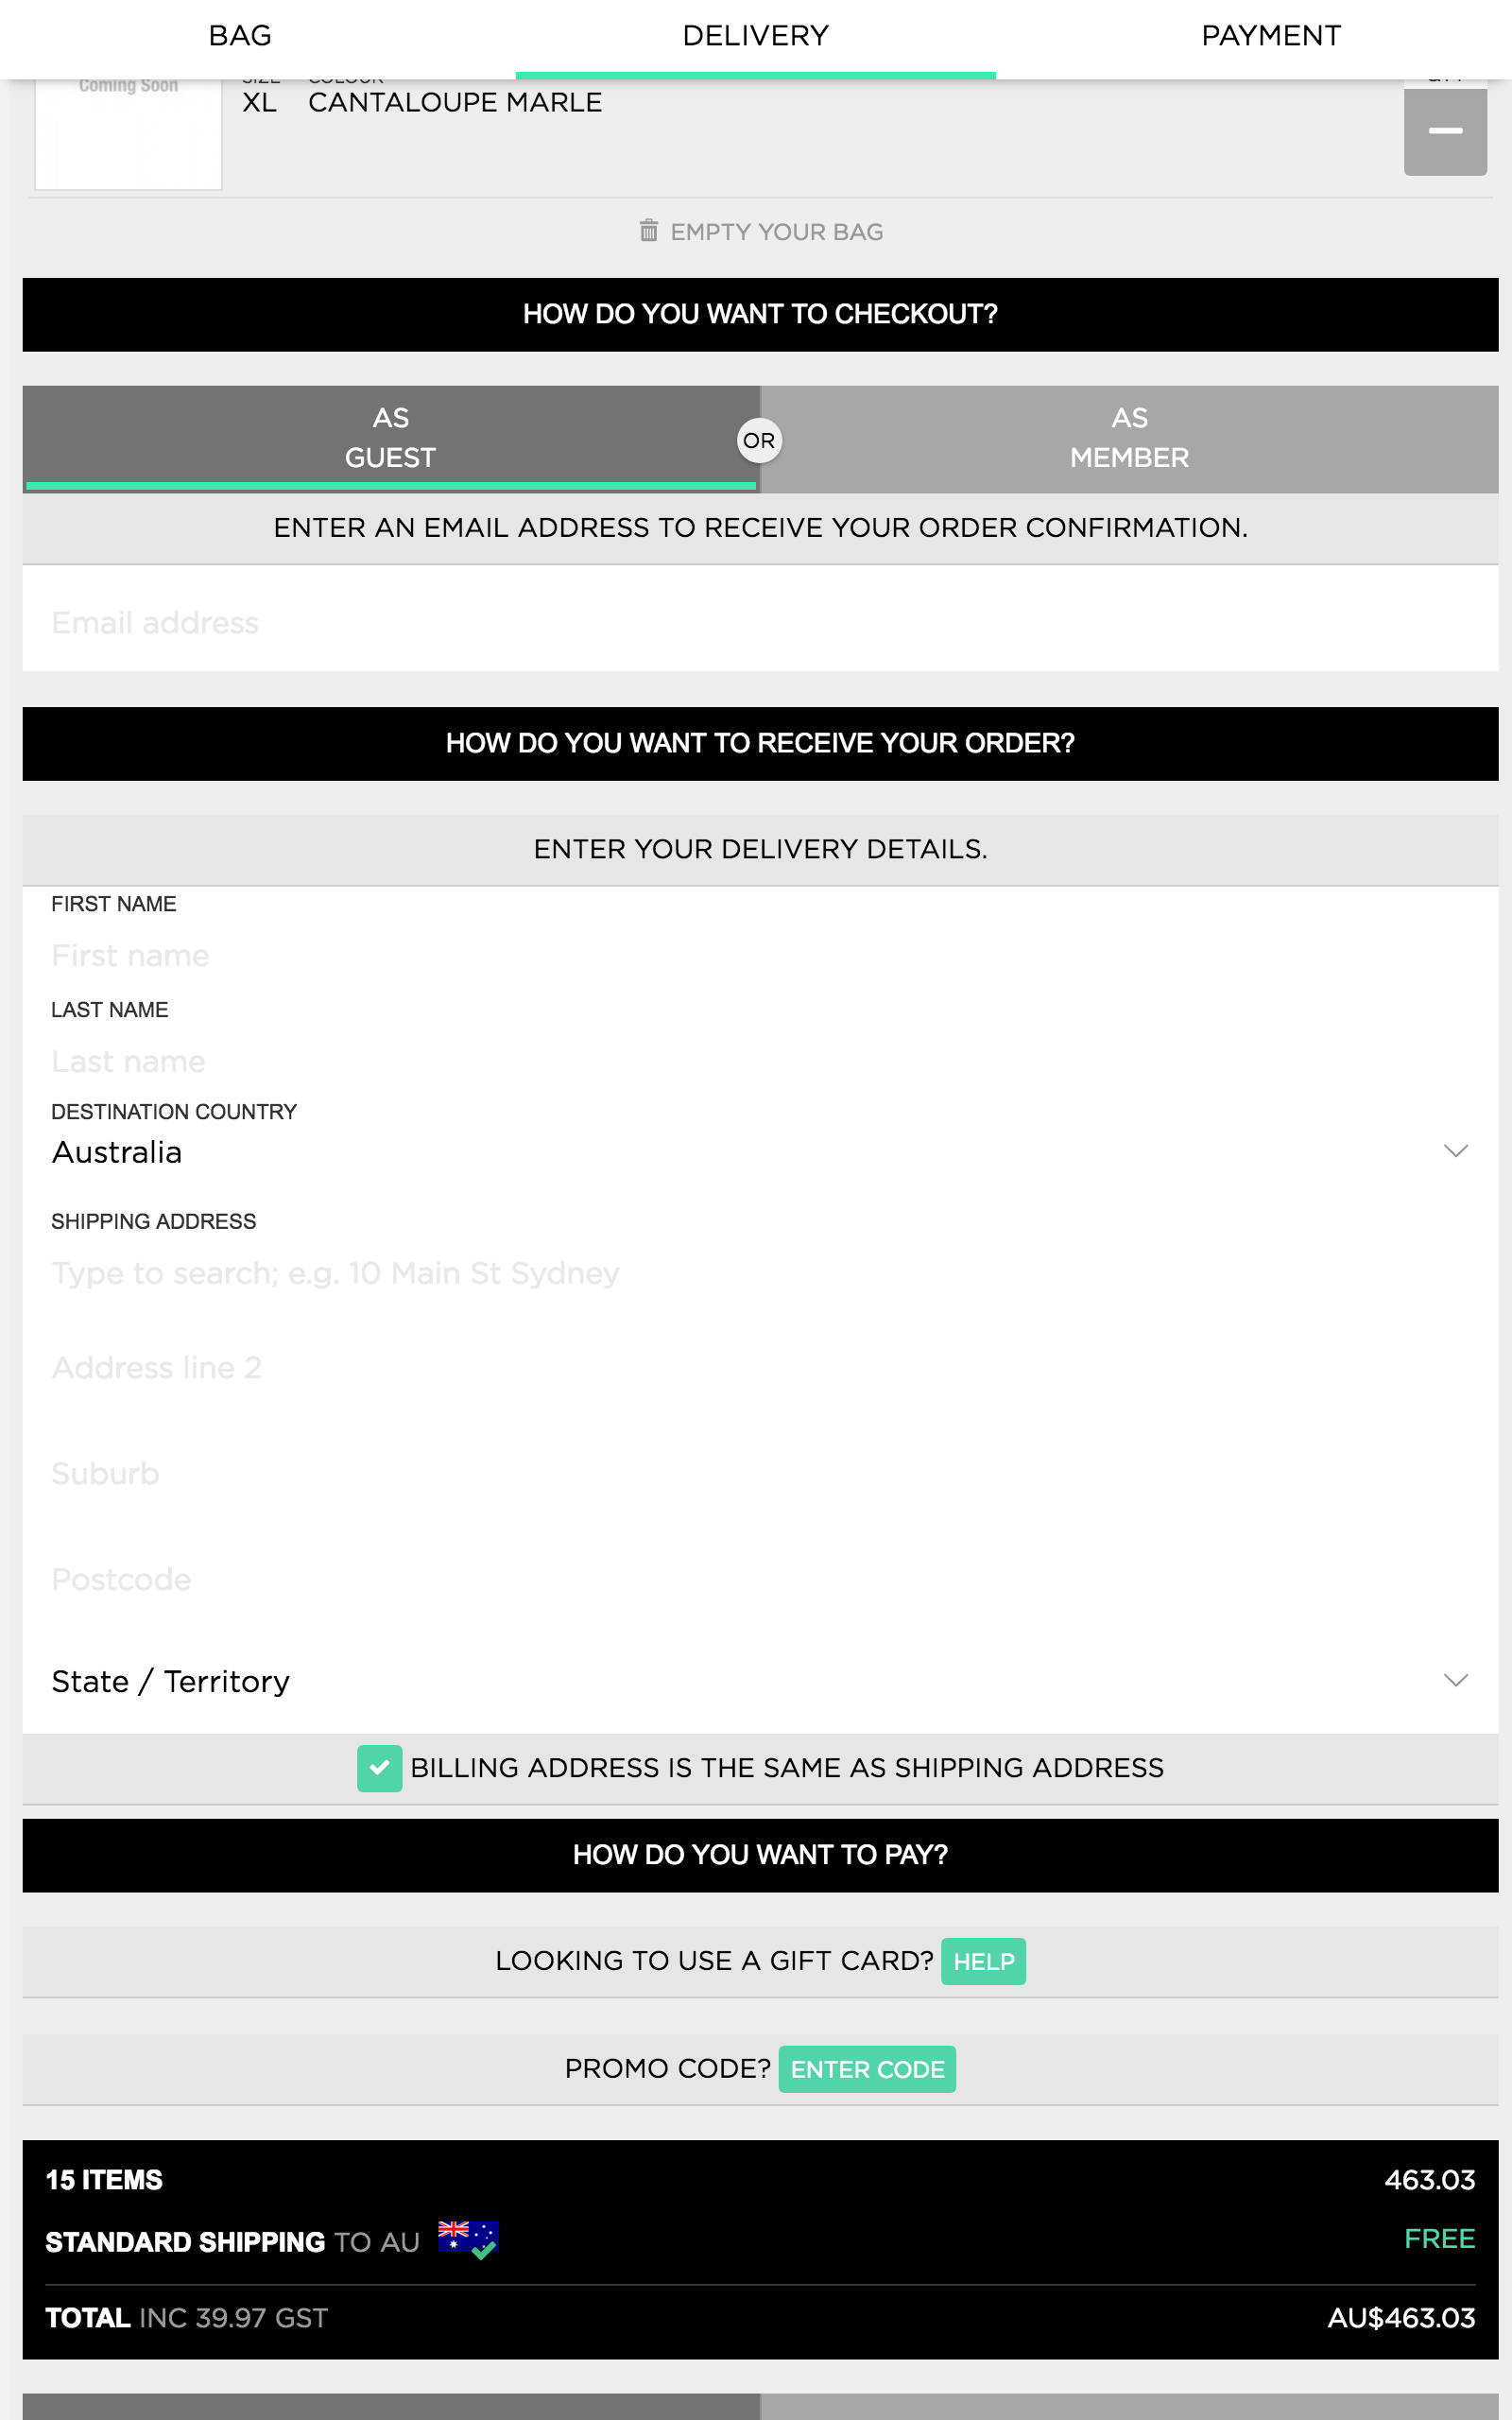 BAG DELIVERY PAYMENT
Coming Soon
SIZE COLOUR
XL CANTALOUPE MARLE
EMPTY YOUR BAG
HOW DO YOU WANT TO CHECKOUT?
AS
GUEST
OR
AS
MEMBER
ENTER AN EMAIL ADDRESS TO RECEIVE YOUR ORDER CONFIRMATION.
Email address
HOW DO YOU WANT TO RECEIVE YOUR ORDER?
ENTER YOUR DELIVERY DETAILS.
FIRST NAME
First name
LAST NAME
Last name
DESTINATION COUNTRY
Australia
SHIPPING ADDRESS
Type to search; e.g. 10 Main St Sydney
Address line 2
Suburb
Postcode
State / Territory
BILLING ADDRESS IS THE SAME AS SHIPPING ADDRESS
HOW DO YOU WANT TO PAY?
LOOKING TO USE A GIFT CARD? HELP
PROMO CODE? ENTER CODE
15 ITEMS 463.03
STANDARD SHIPPING TO AU FREE
TOTAL INC 39.97 GST AU$463.03